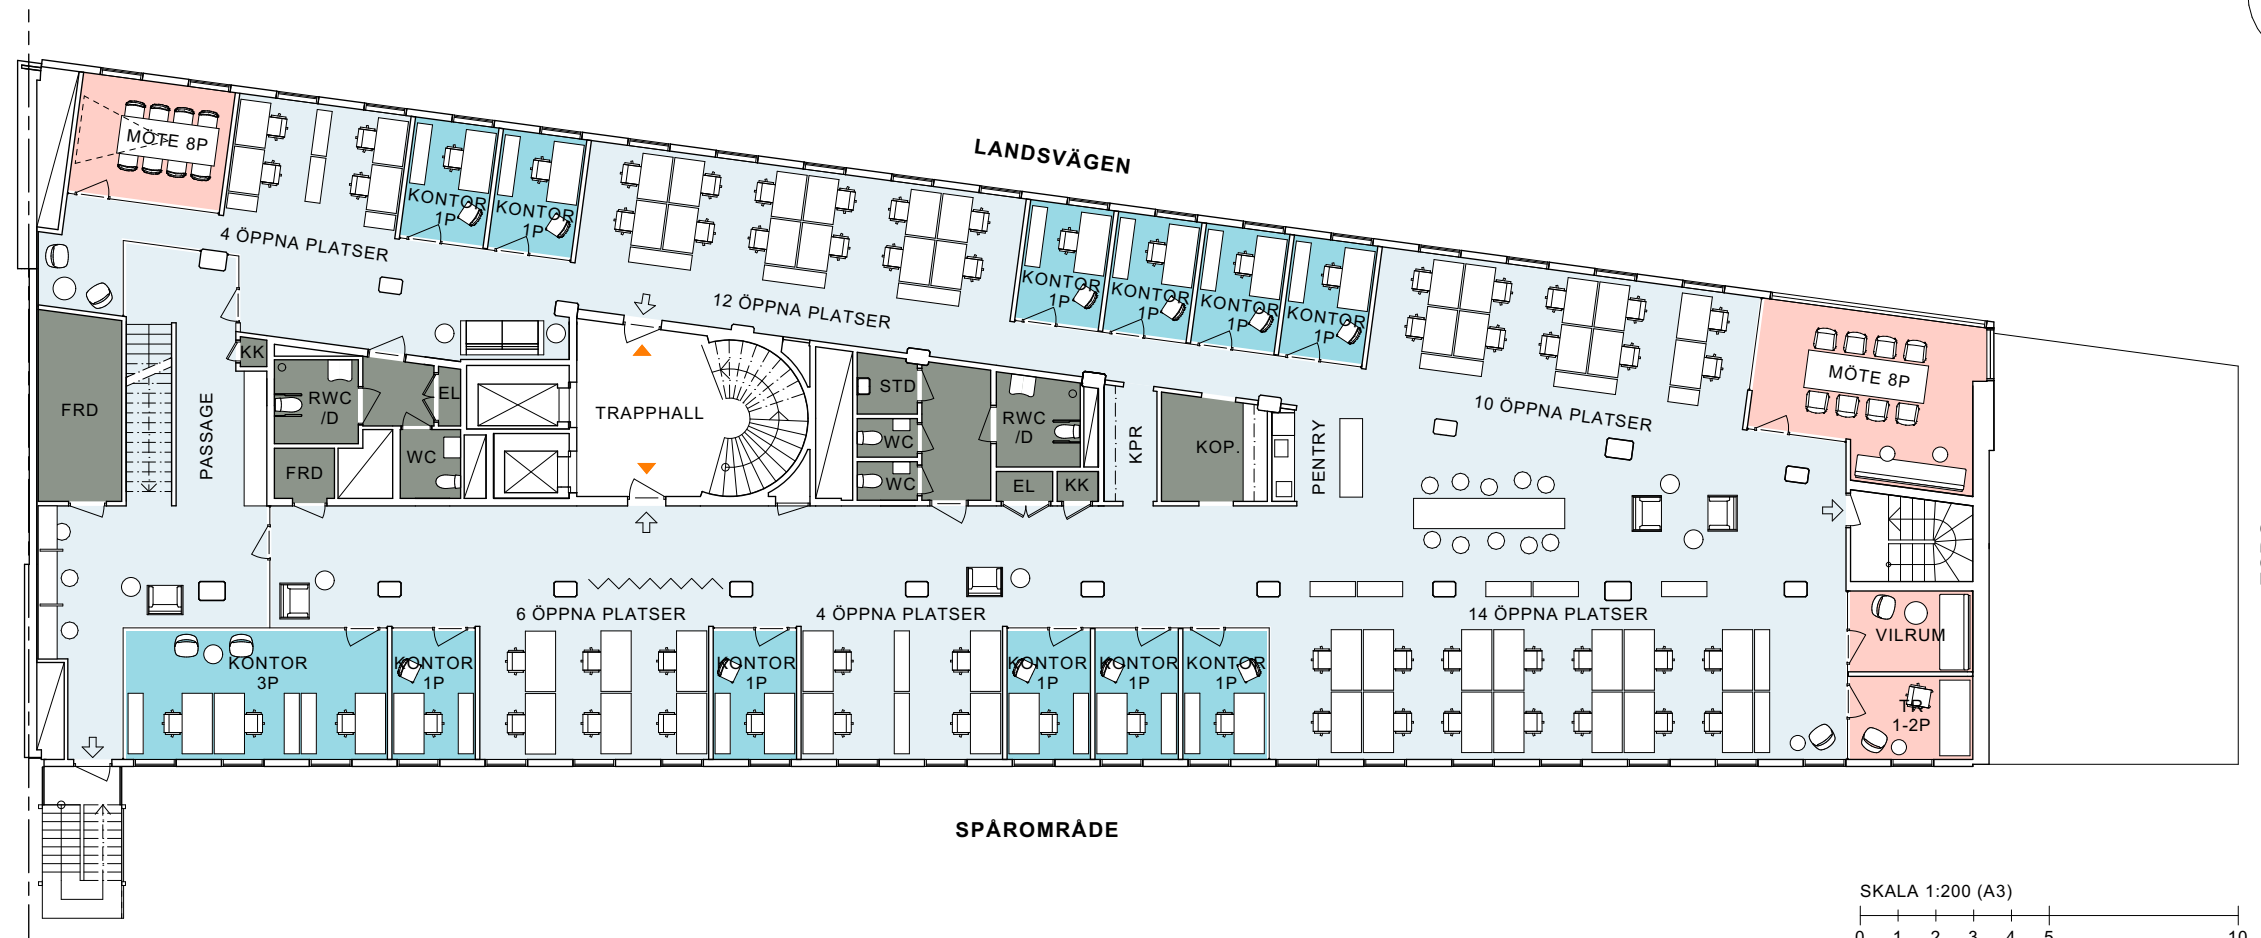 LANDSVÄGEN
MÖTE 8P
KONTOR
1P
KONTOR
1P
4 ÖPPNA PLATSER
12 ÖPPNA PLATSER
KONTOR
1P
KONTOR
1P
KONTOR
1P
KONTOR
1P
MÖTE 8P
10 ÖPPNA PLATSER
FRD
PASSAGE
KK
RWC
/D
EL
FRD
WC
TRAPPHALL
STD
WC
WC
RWC
/D
EL
KK
KPR
KOP.
PENTRY
6 ÖPPNA PLATSER
4 ÖPPNA PLATSER
14 ÖPPNA PLATSER
KONTOR
3P
KONTOR
1P
KONTOR
1P
KONTOR
1P
KONTOR
1P
KONTOR
1P
VILRUM
TR
1-2P
SPÅROMRÅDE
SKALA 1:200 (A3)
0 1 2 3 4 5 10